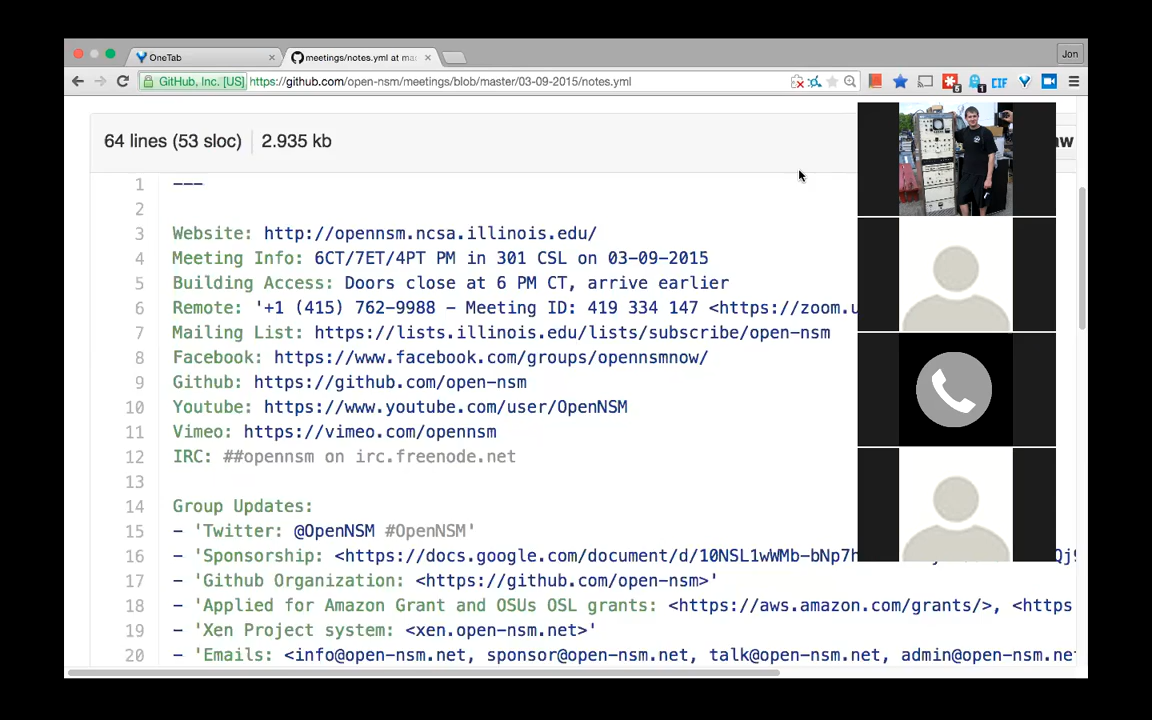 OneTab
meetings/notes.yml at mas
Jon
GitHub, Inc. [US] https://github.com/open-nsm/meetings/blob/master/03-09-2015/notes.yml
5
1
CIF
64 lines (53 sloc) 2.935 kb
aw
1 ---
2
3 Website: http://opennsm.ncsa.illinois.edu/
4 Meeting Info: 6CT/7ET/4PT PM in 301 CSL on 03-09-2015
5 Building Access: Doors close at 6 PM CT, arrive earlier
6 Remote: '+1 (415) 762-9988 - Meeting ID: 419 334 147 <https://zoom.u
7 Mailing List: https://lists.illinois.edu/lists/subscribe/open-nsm
8 Facebook: https://www.facebook.com/groups/opennsmnow/
9 Github: https://github.com/open-nsm
10 Youtube: https://www.youtube.com/user/OpenNSM
11 Vimeo: https://vimeo.com/opennsm
12 IRC: ##opennsm on irc.freenode.net
13
14 Group Updates:
15 - 'Twitter: @OpenNSM #OpenNSM'
16 - 'Sponsorship: <https://docs.google.com/document/d/10NSL1wWMb-bNp7h
17 - 'Github Organization: <https://github.com/open-nsm>'
18 - 'Applied for Amazon Grant and OSUs OSL grants: <https://aws.amazon.com/grants/>, <https
19 - 'Xen Project system: <xen.open-nsm.net>'
20 - 'Emails: <info@open-nsm.net, sponsor@open-nsm.net, talk@open-nsm.net, admin@open-nsm.net